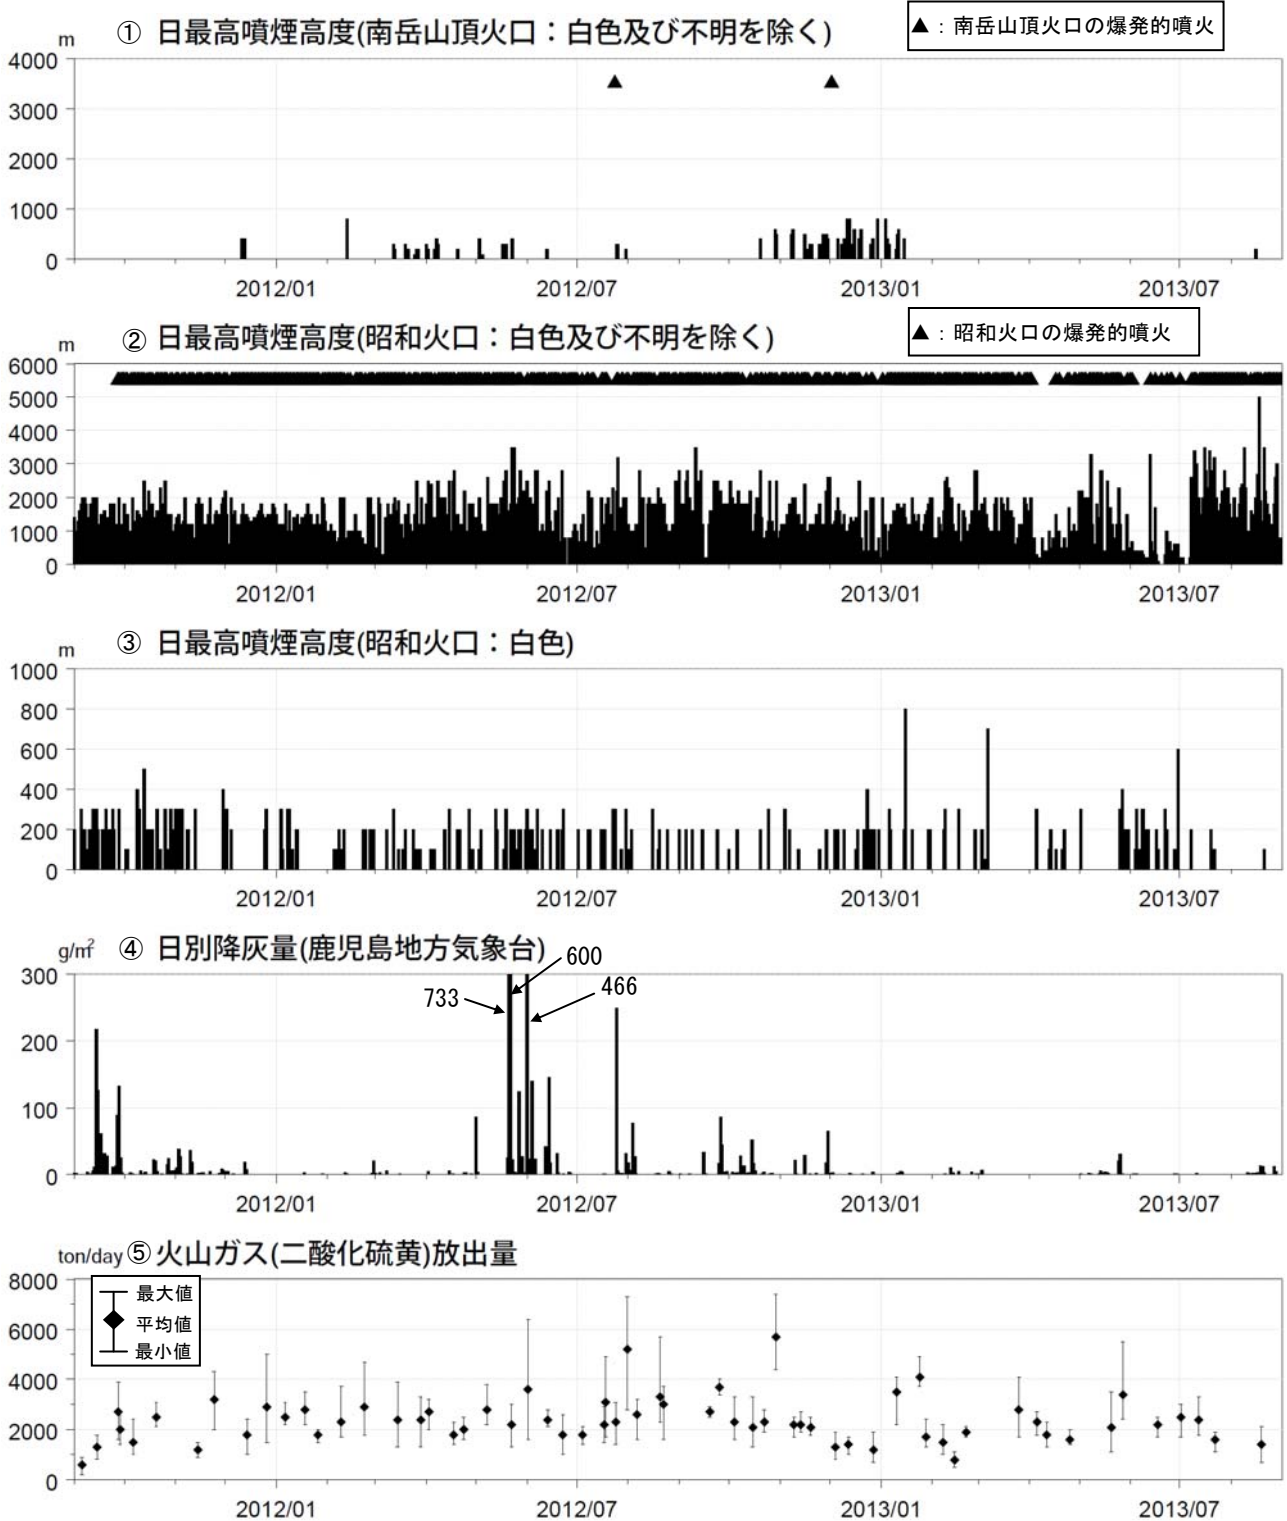 ① 日最高噴煙高度(南岳山頂火口：白色及び不明を除く)
▲：南岳山頂火口の爆発的噴火
m
4000
3000
2000
1000
0
2012/01 2012/07 2013/01 2013/07
② 日最高噴煙高度(昭和火口：白色及び不明を除く)
▲：昭和火口の爆発的噴火
m
6000
5000
4000
3000
2000
1000
0
2012/01 2012/07 2013/01 2013/07
③ 日最高噴煙高度(昭和火口：白色)
m
1000
800
600
400
200
0
2012/01 2012/07 2013/01 2013/07
g/㎡ ④ 日別降灰量(鹿児島地方気象台)
600
466
733
300
200
100
0
2012/01 2012/07 2013/01 2013/07
ton/day ⑤ 火山ガス(二酸化硫黄)放出量
最大値
平均値
最小値
8000
6000
4000
2000
0
2012/01 2012/07 2013/01 2013/07